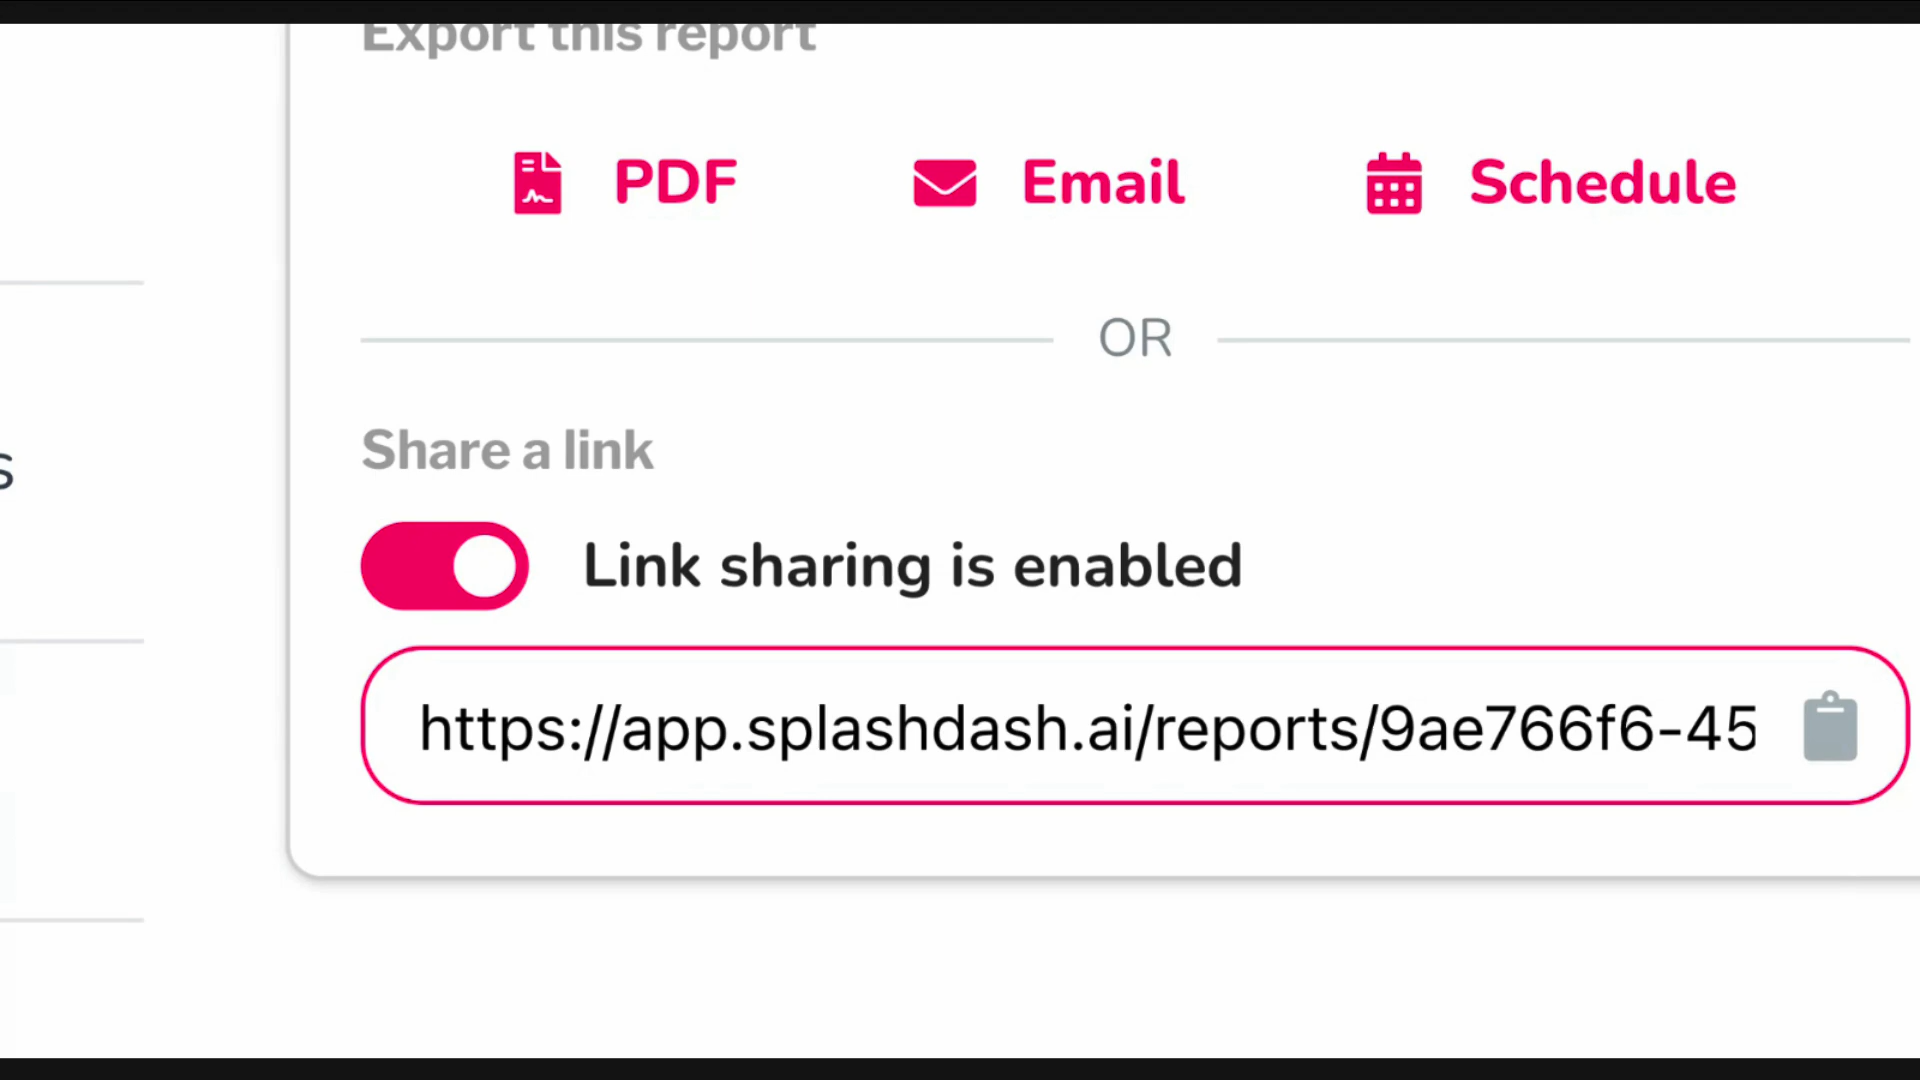 Export this report
PDF Email Schedule
OR
s
Share a link
Link sharing is enabled
https://app.splashdash.ai/reports/9ae766f6-45